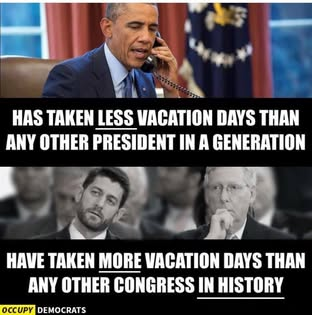 HAS TAKEN LESS VACATION DAYS THAN
ANY OTHER PRESIDENT IN A GENERATION
HAVE TAKEN MORE VACATION DAYS THAN
ANY OTHER CONGRESS IN HISTORY
OCCUPY DEMOCRATS